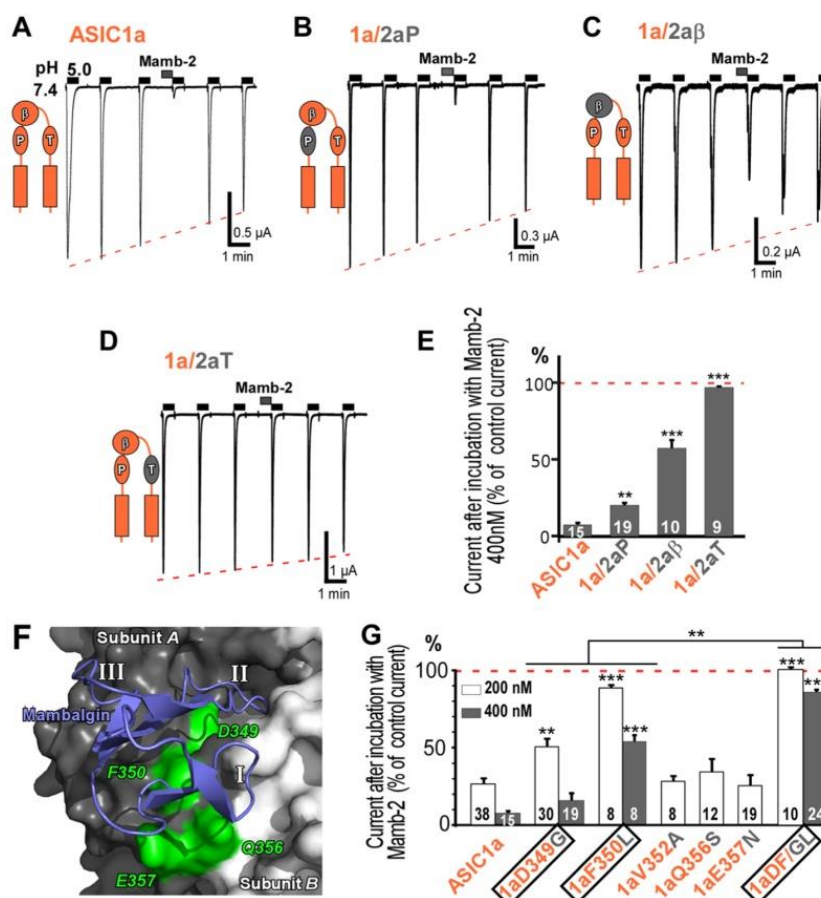 A
ASIC1a
pH 5.0
7.4
Mamb-2
β
P
T
0.5 µA
1 min
B
1a/2aP
Mamb-2
β
P
T
0.3 µA
1 min
C
1a/2aβ
Mamb-2
β
P
T
0.2 µA
1 min
D
1a/2aT
Mamb-2
β
P
T
1 µA
1 min
E
Current after incubation with Mamb-2
400nM (% of control current)
%
100
50
0
**
***
***
15
19
10
9
ASIC1a
1a/2aP
1a/2aβ
1a/2aT
F
Subunit A
III
II
Mambalgin
D349
F350
I
Q356
E357
Subunit B
G
Current after incubation with
Mamb-2 (% of control current)
%
100
50
0
200 nM
400 nM
**
**
***
***
***
**
38
15
30
19
8
8
8
12
19
10
24
ASIC1a
1aD349G
1aF350L
1aV352A
1aQ356S
1aE357N
1aDF/GL